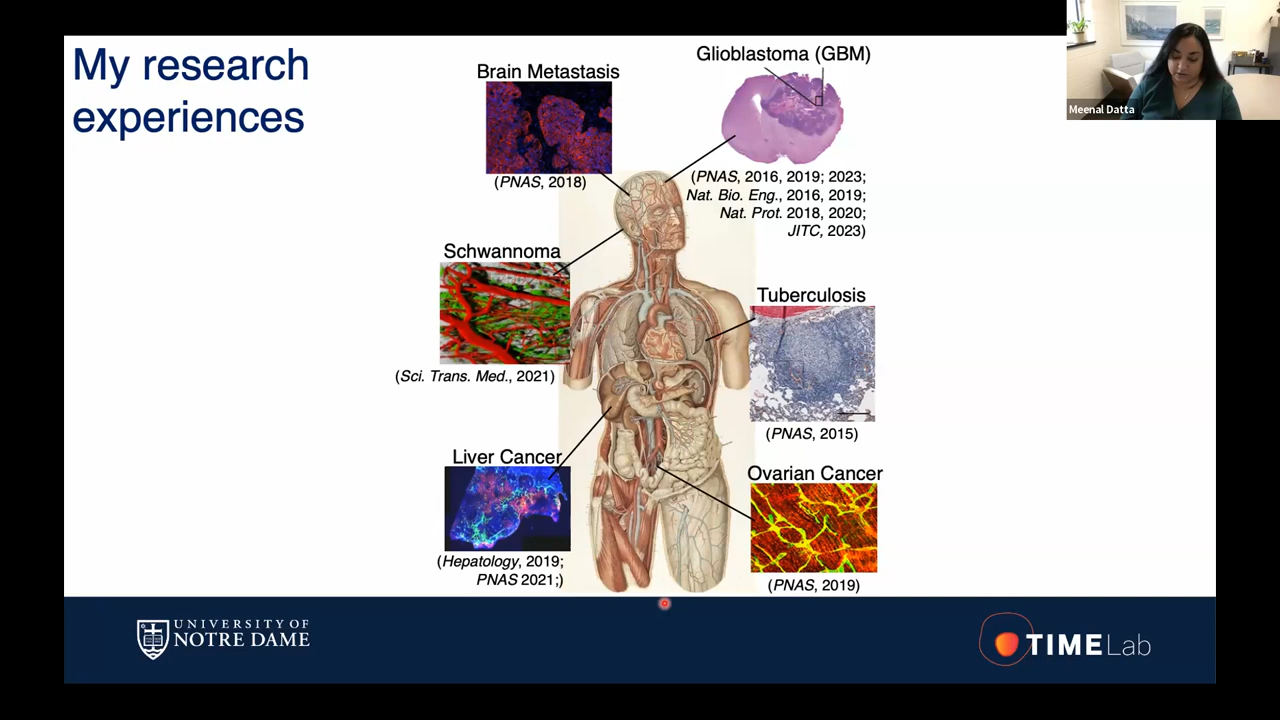 My research
experiences
Brain Metastasis
(PNAS, 2018)
Glioblastoma (GBM)
(PNAS, 2016, 2019; 2023;
Nat. Bio. Eng., 2016, 2019;
Nat. Prot. 2018, 2020;
JITC, 2023)
Schwannoma
(Sci. Trans. Med., 2021)
Tuberculosis
(PNAS, 2015)
Liver Cancer
(Hepatology, 2019;
PNAS 2021;)
Ovarian Cancer
(PNAS, 2019)
UNIVERSITY OF
NOTRE DAME
TIME Lab
Meenal Datta